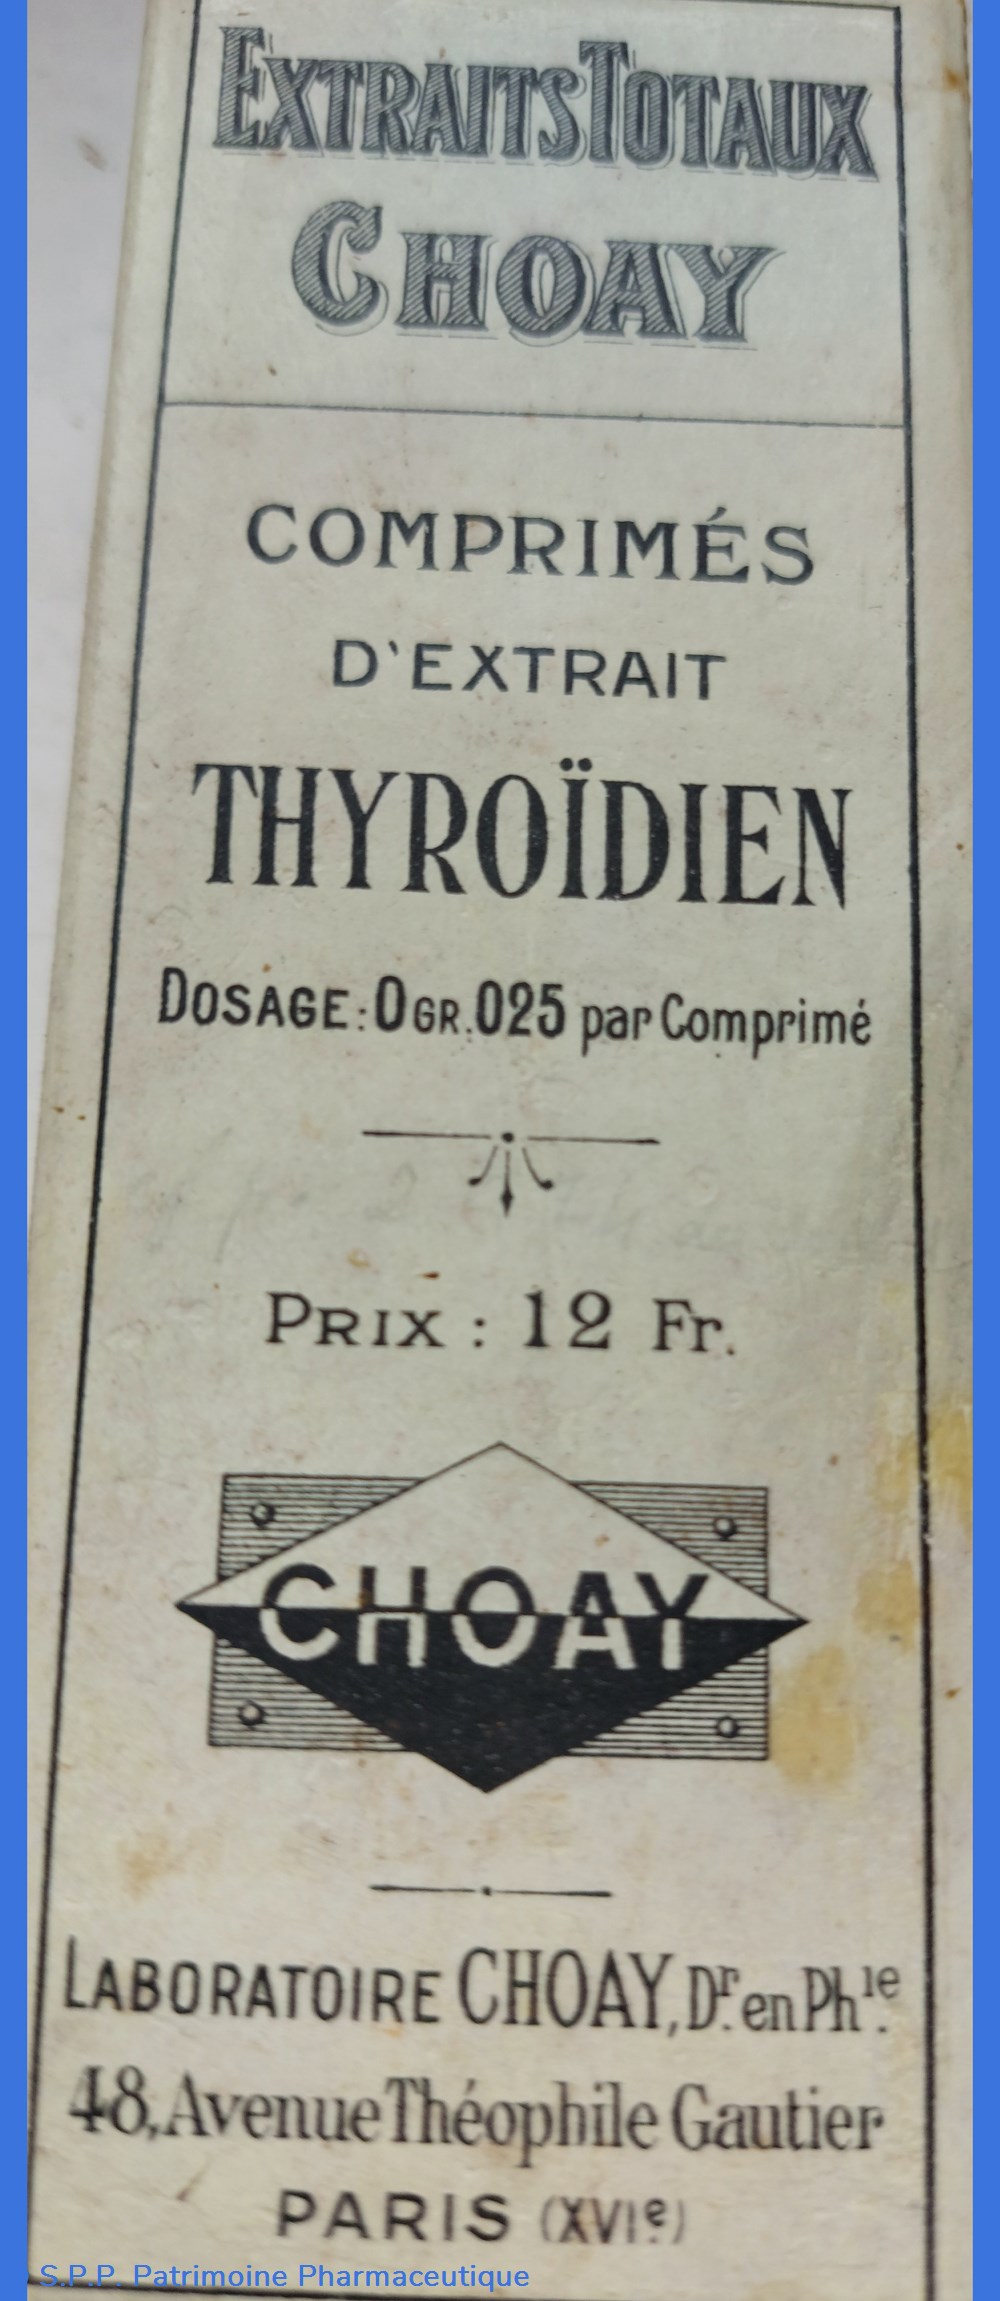 EXTRAITS TOTAUX
CHOAY
COMPRIMÉS
D'EXTRAIT
THYROÏDIEN
DOSAGE: 0 GR. 025 par Comprimé
PRIX : 12 Fr.
CHOAY
LABORATOIRE CHOAY, Dr. en Phie.
48, Avenue Théophile Gautier
PARIS (XVIe)
S.P.P. Patrimoine Pharmaceutique